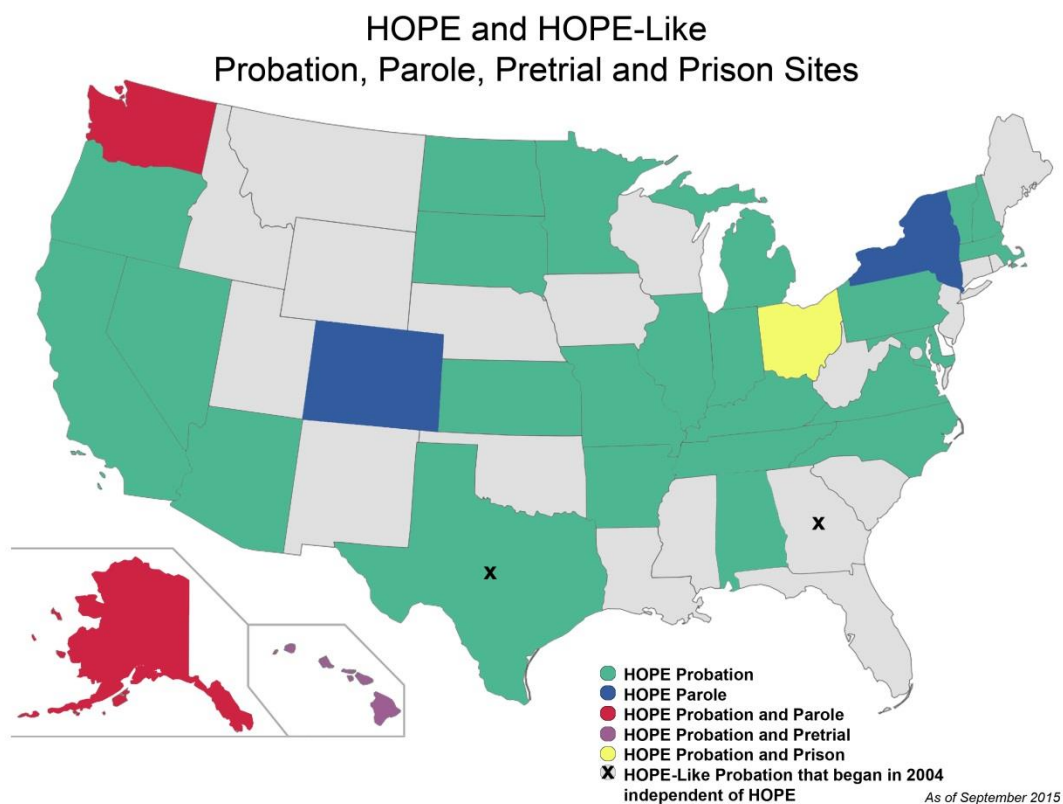 HOPE and HOPE-Like
Probation, Parole, Pretrial and Prison Sites
X
X
HOPE Probation
HOPE Parole
HOPE Probation and Parole
HOPE Probation and Pretrial
HOPE Probation and Prison
X HOPE-Like Probation that began in 2004
independent of HOPE
As of September 2015